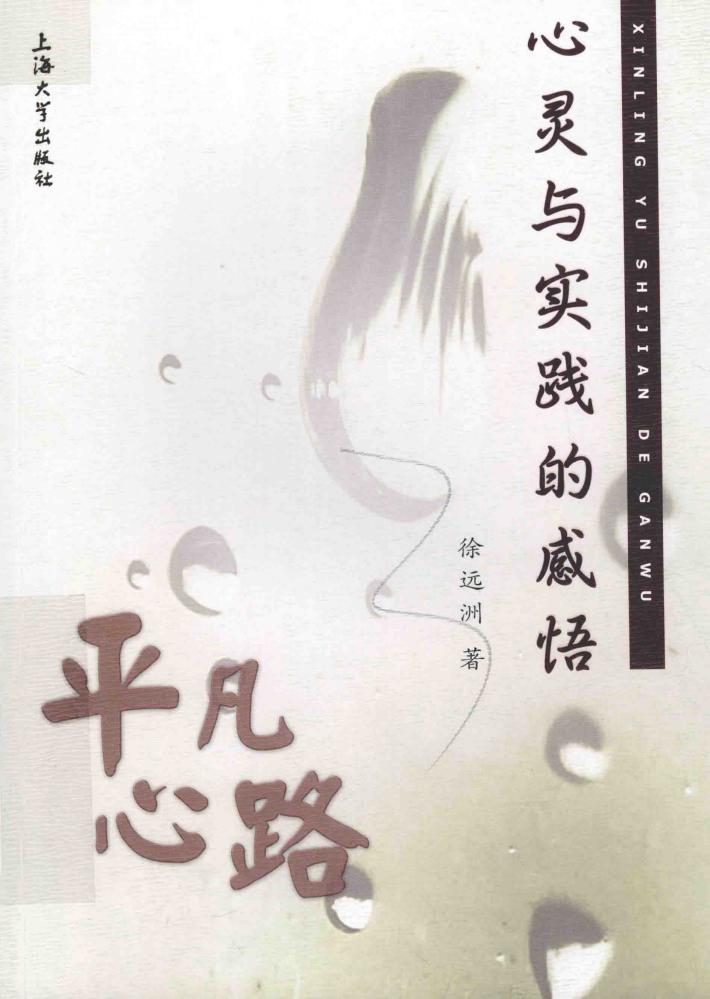 XINLING YU SHIJIAN DE GANWU
心灵与实践的感悟
徐远洲 著
上海大学出版社
平凡
心路